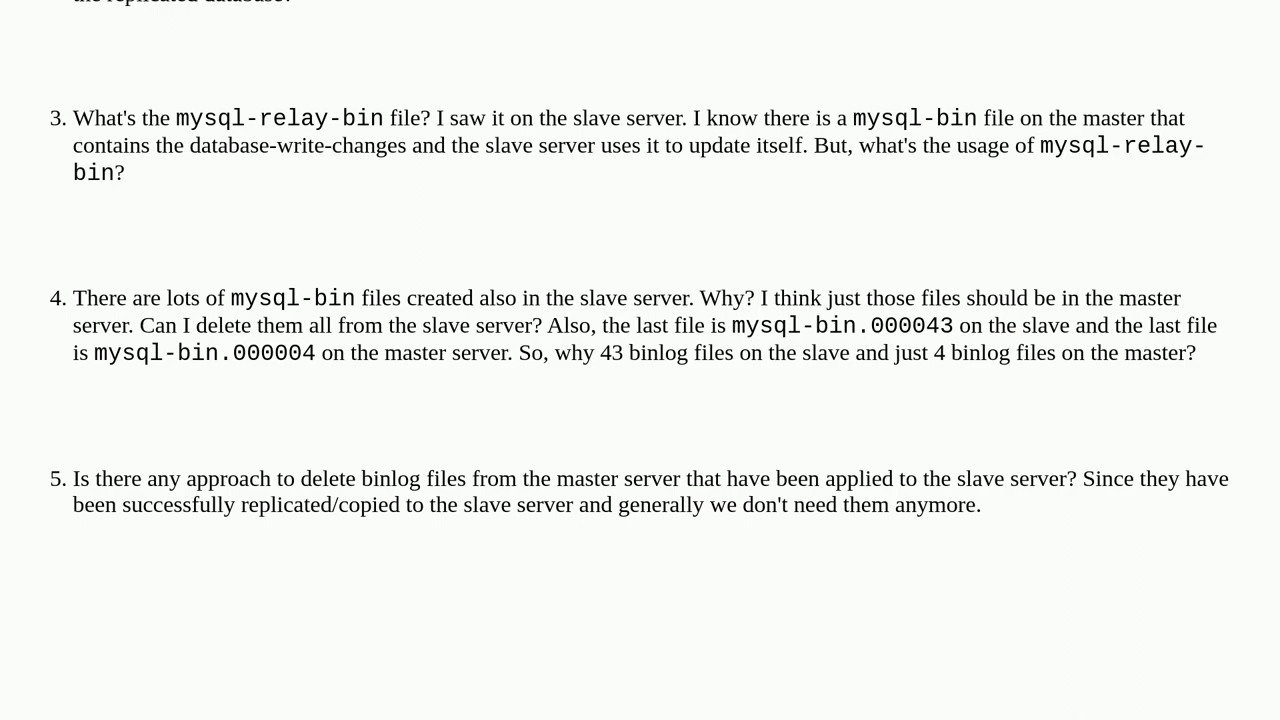 the replicated database?
3. What's the mysql-relay-bin file? I saw it on the slave server. I know there is a mysql-bin file on the master that
contains the database-write-changes and the slave server uses it to update itself. But, what's the usage of mysql-relay-
bin?
4. There are lots of mysql-bin files created also in the slave server. Why? I think just those files should be in the master
server. Can I delete them all from the slave server? Also, the last file is mysql-bin.000043 on the slave and the last file
is mysql-bin.000004 on the master server. So, why 43 binlog files on the slave and just 4 binlog files on the master?
5. Is there any approach to delete binlog files from the master server that have been applied to the slave server? Since they have
been successfully replicated/copied to the slave server and generally we don't need them anymore.